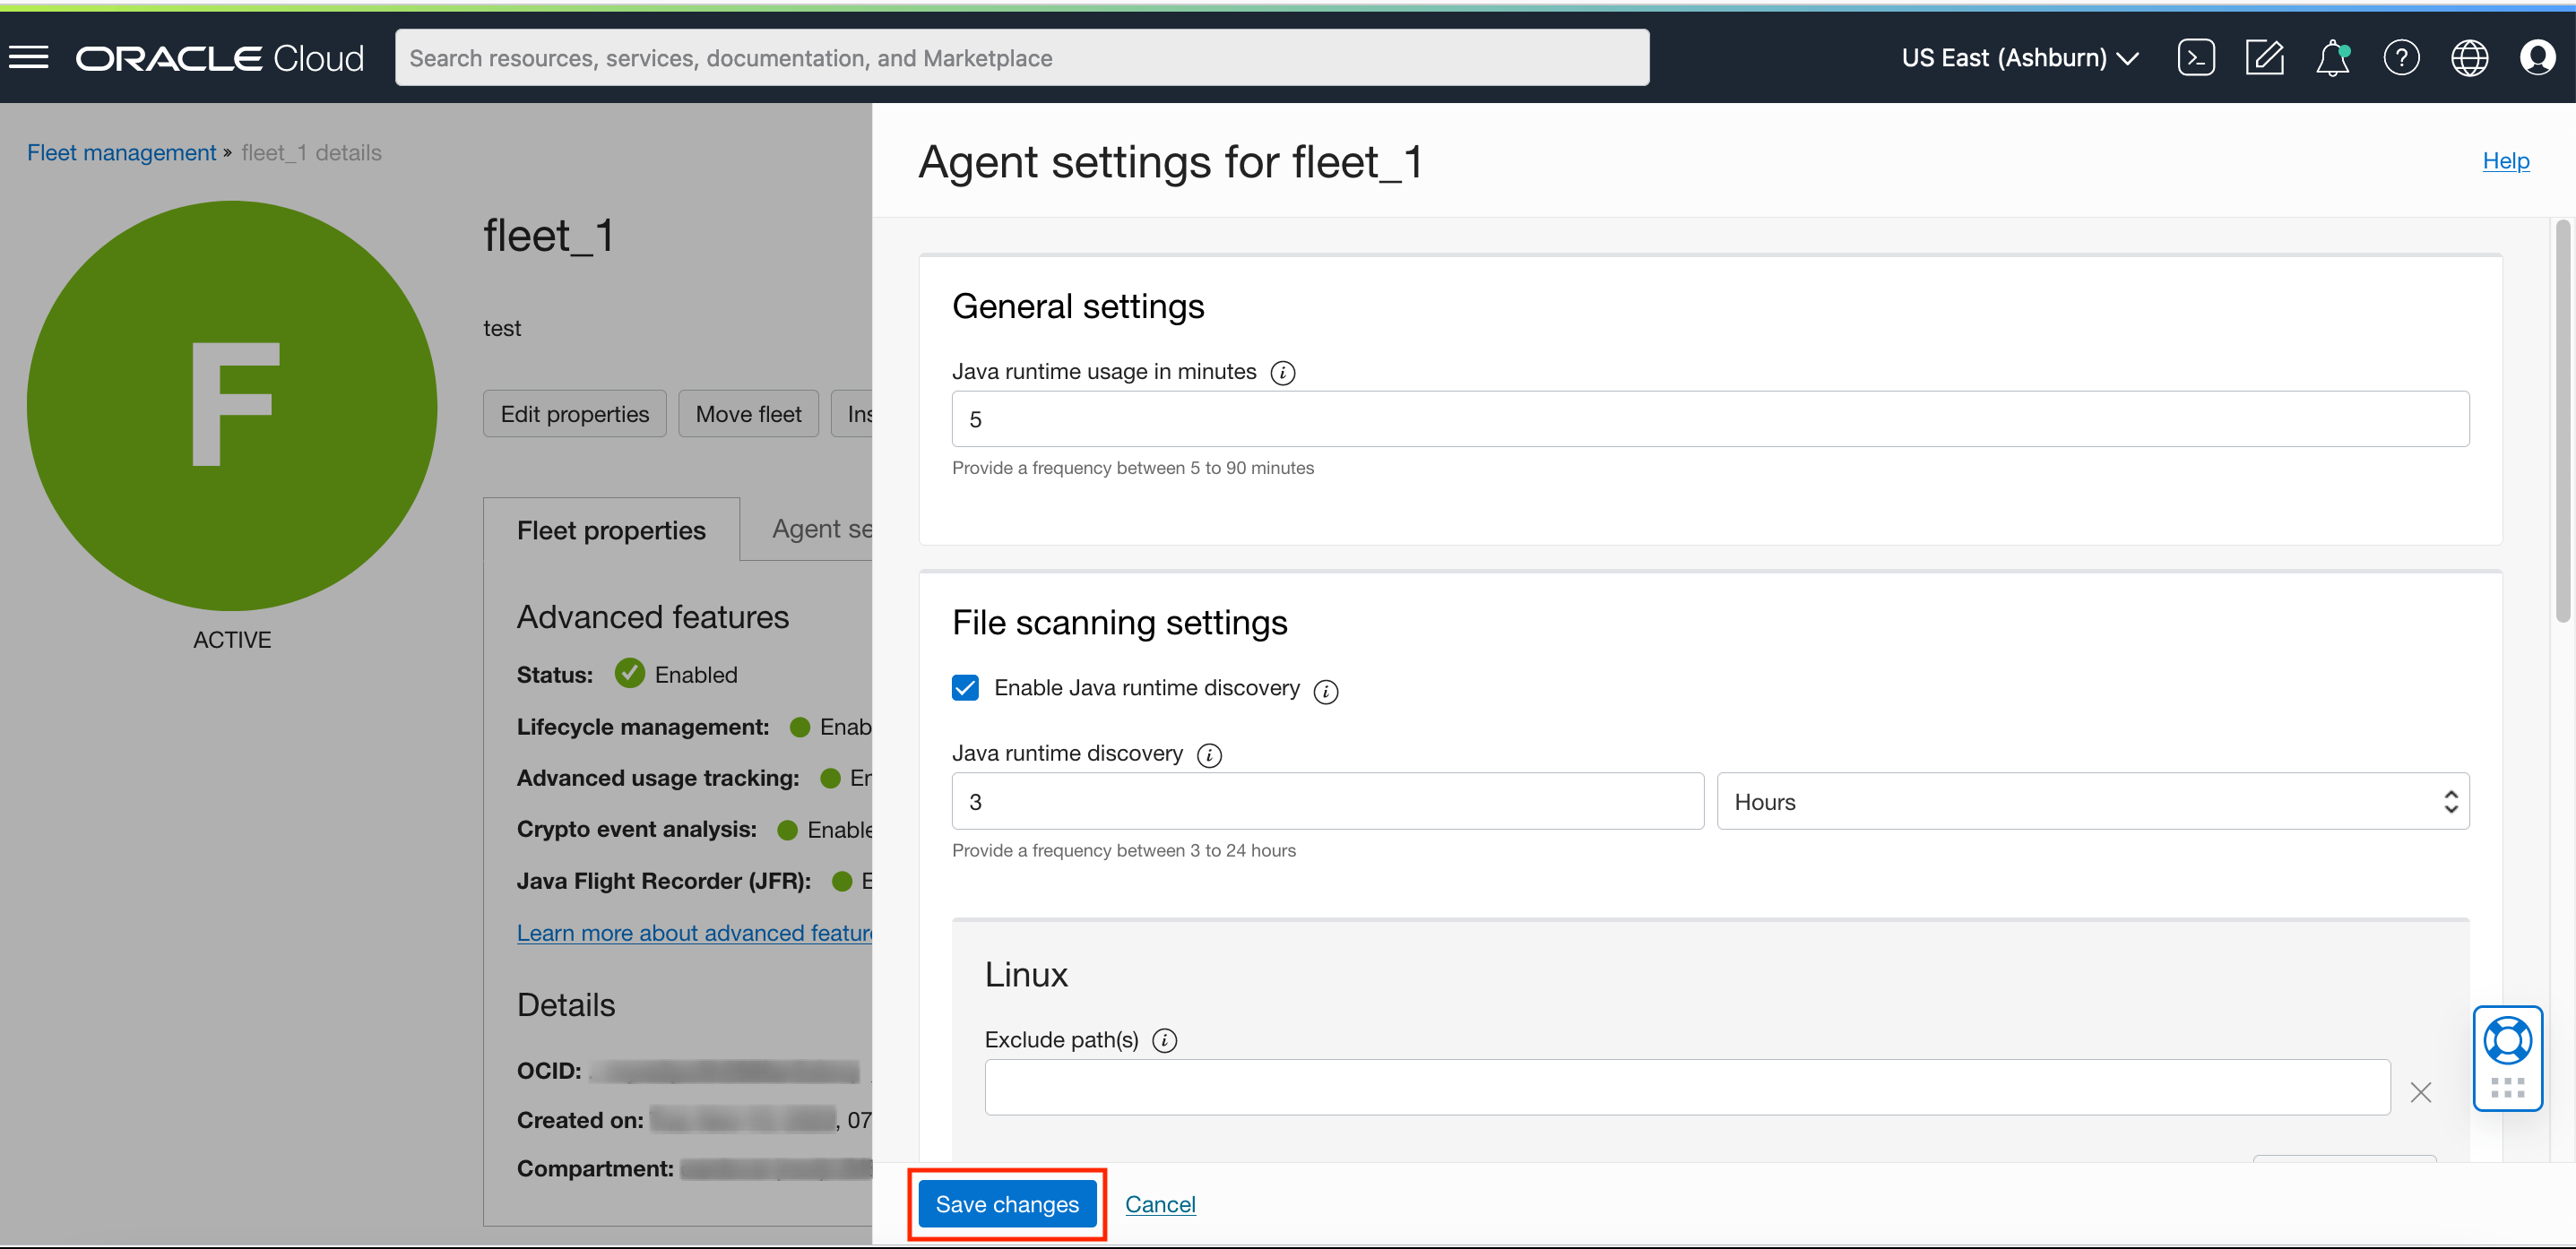 ORACLE Cloud
Search resources, services, documentation, and Marketplace
US East (Ashburn)
Fleet management » fleet_1 details
F
ACTIVE
fleet_1
test
Edit properties
Move fleet
Ins
Fleet properties
Agent se
Advanced features
Status: Enabled
Lifecycle management: Enab
Advanced usage tracking: En
Crypto event analysis: Enable
Java Flight Recorder (JFR): E
Learn more about advanced feature
Details
OCID:
Created on: , 07
Compartment:
Agent settings for fleet_1
Help
General settings
Java runtime usage in minutes
5
Provide a frequency between 5 to 90 minutes
File scanning settings
Enable Java runtime discovery
Java runtime discovery
3
Hours
Provide a frequency between 3 to 24 hours
Linux
Exclude path(s)
Save changes
Cancel